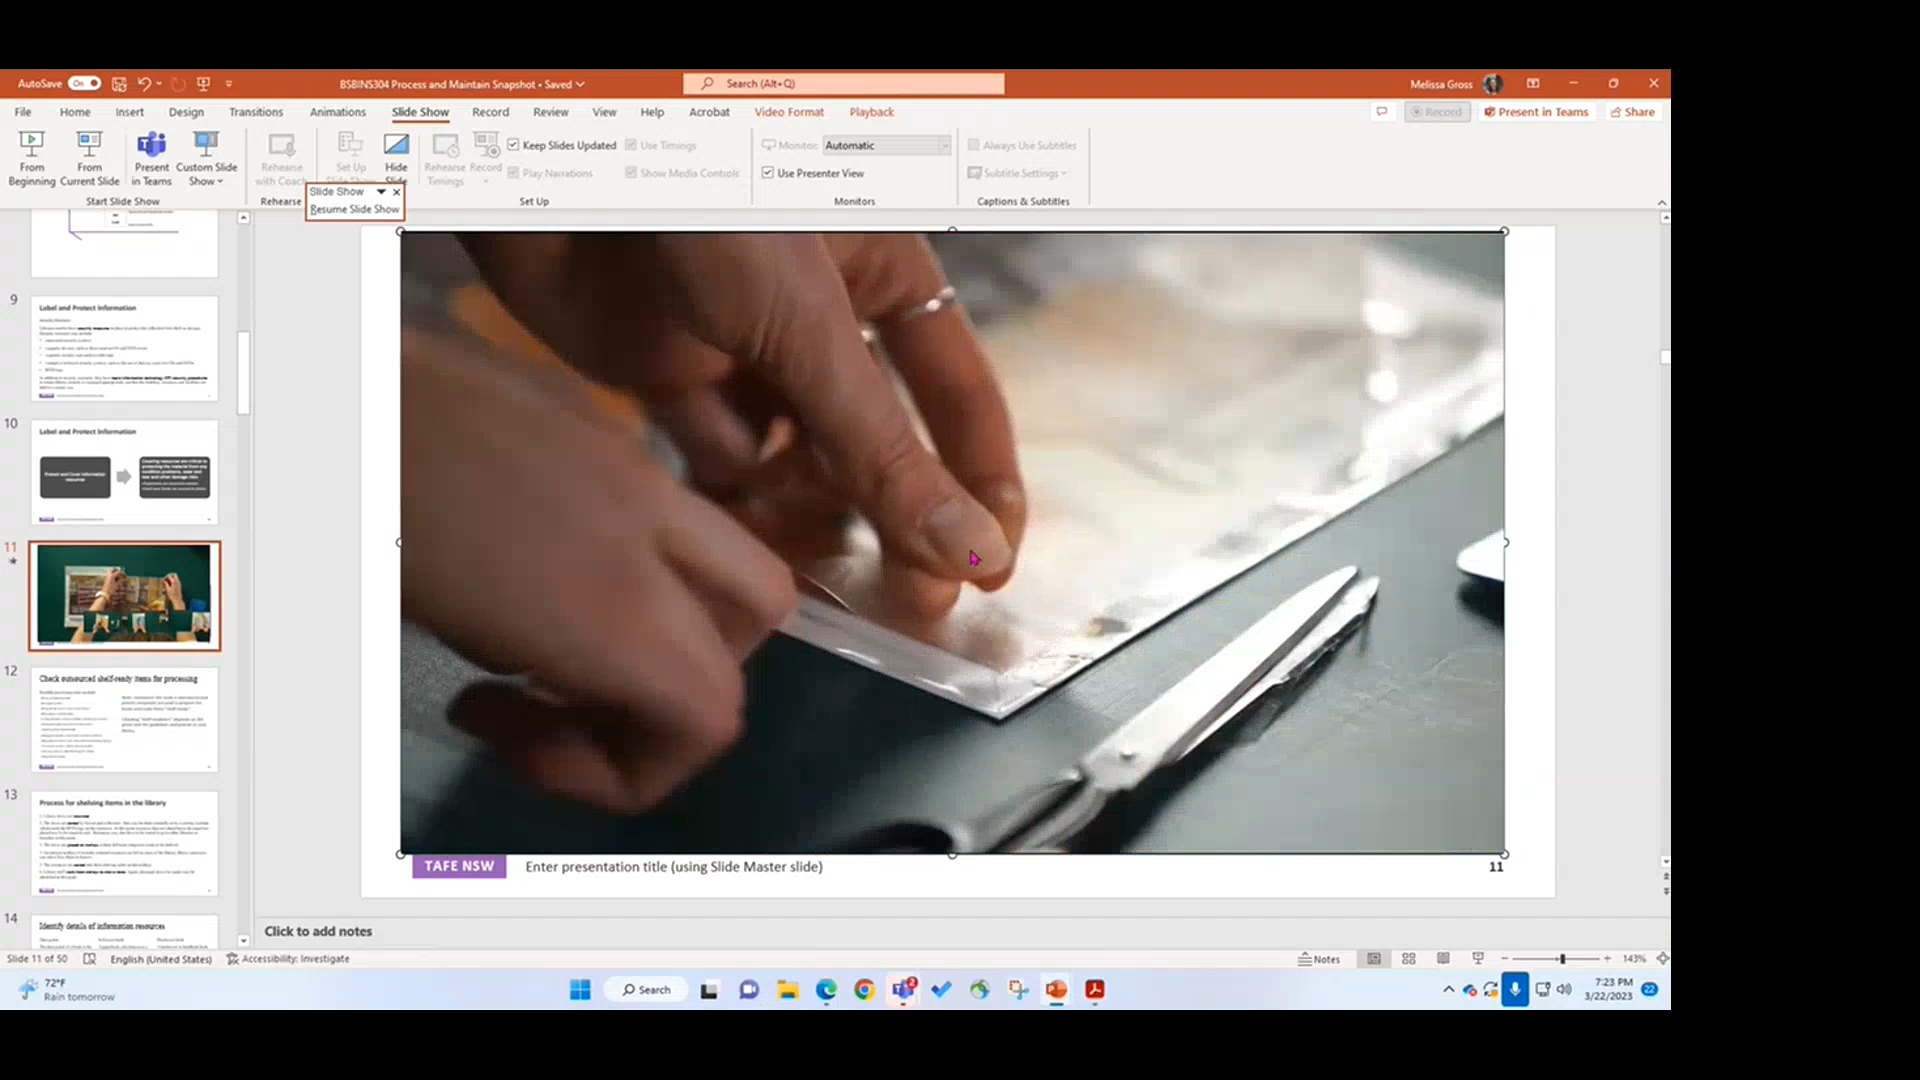 AutoSave On
BSBINS304 Process and Maintain Snapshot • Saved
Search (Alt+Q)
Melissa Gross
File Home Insert Design Transitions Animations Slide Show Record Review View Help Acrobat Video Format Playback
Record Present in Teams Share
From Beginning
From Current Slide
Present in Teams
Custom Slide Show
Rehearse with Coach
Set Up
Hide Slide
Rehearse Timings
Record
Keep Slides Updated
Play Narrations
Use Timings
Show Media Controls
Monitor: Automatic
Use Presenter View
Always Use Subtitles
Subtitle Settings
Start Slide Show
Rehearse
Set Up
Monitors
Captions & Subtitles
Slide Show
Resume Slide Show
9
Label and Protect Information
10
Label and Protect Information
11
12
Check outsourced shelf-ready items for processing
13
Process for shelving items in the library
14
Identify details of information resources
TAFE NSW
Enter presentation title (using Slide Master slide)
11
Click to add notes
Slide 11 of 50
English (United States)
Accessibility: Investigate
Notes
143%
72°F
Rain tomorrow
Search
2
7:23 PM
3/22/2023
22